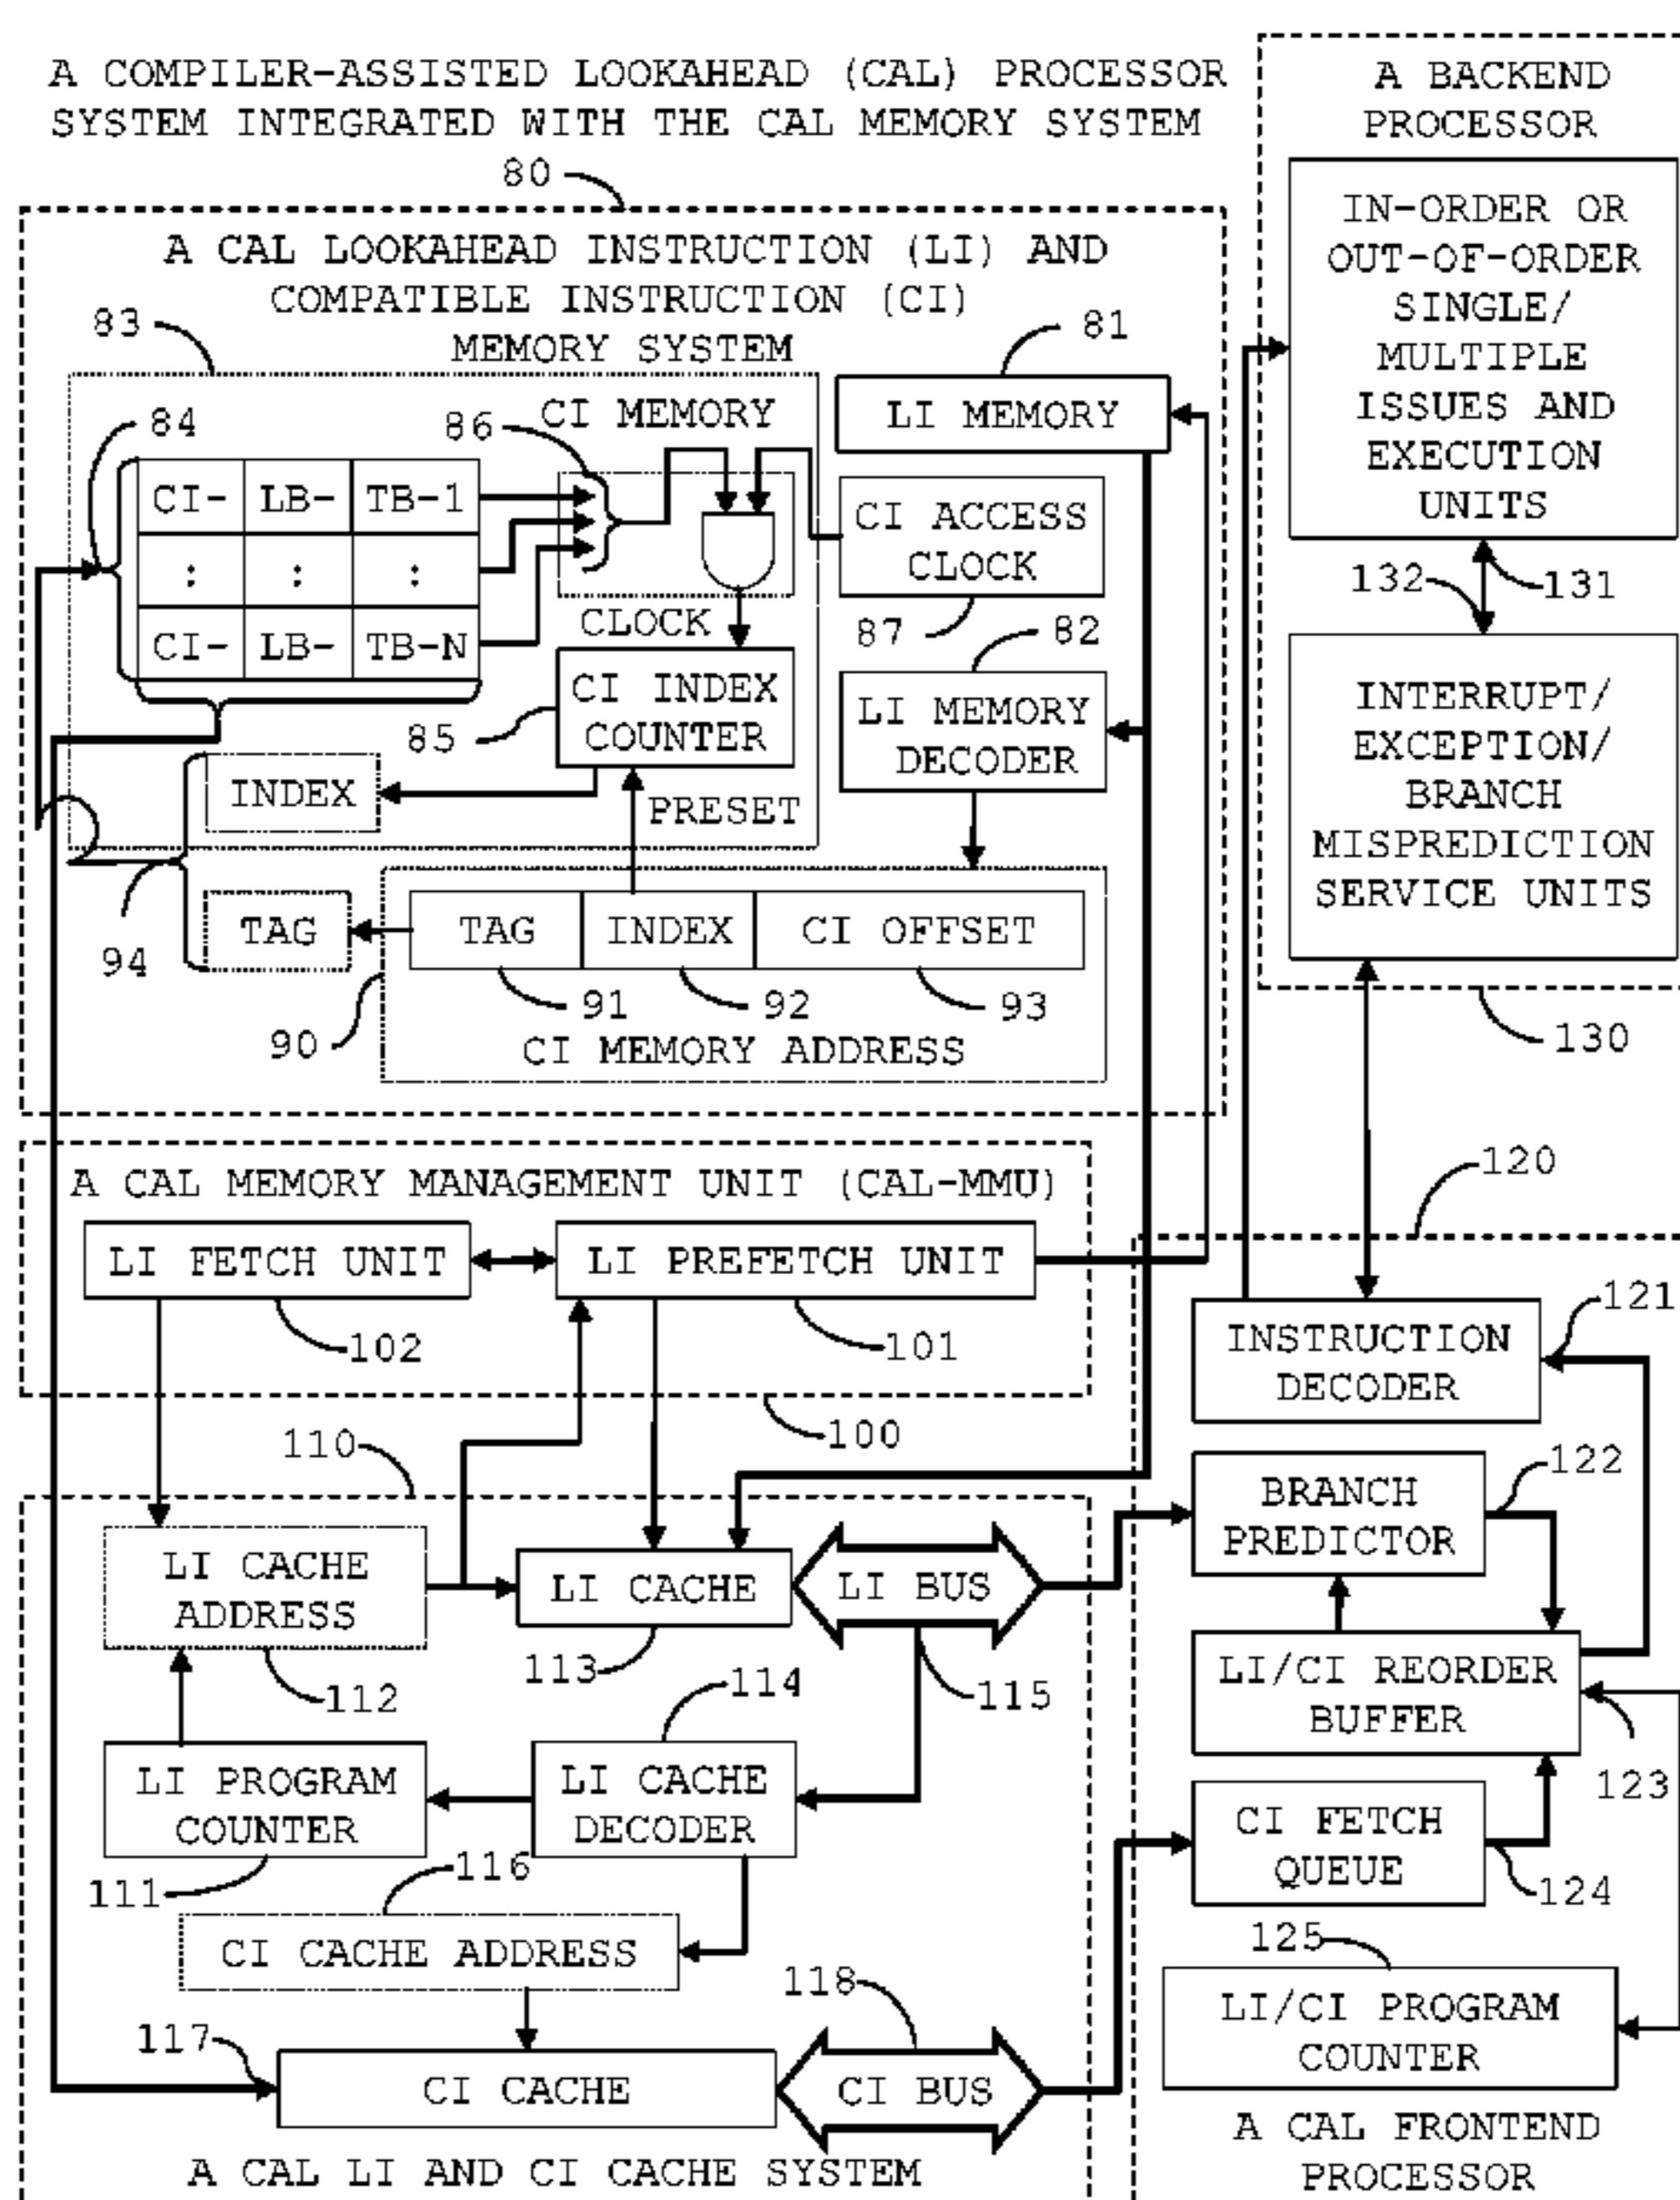 A COMPILER-ASSISTED LOOKAHEAD (CAL) PROCESSOR
SYSTEM INTEGRATED WITH THE CAL MEMORY SYSTEM
80
A CAL LOOKAHEAD INSTRUCTION (LI) AND
COMPATIBLE INSTRUCTION (CI)
MEMORY SYSTEM
83
81
84
86
CI MEMORY
LI MEMORY
CI- LB- TB-1
: : :
CI- LB- TB-N
CI ACCESS
CLOCK
CLOCK
87
82
CI INDEX
COUNTER
85
LI MEMORY
DECODER
INDEX
PRESET
TAG
94
TAG INDEX CI OFFSET
91
92
93
90
CI MEMORY ADDRESS
A BACKEND
PROCESSOR
IN-ORDER OR
OUT-OF-ORDER
SINGLE/
MULTIPLE
ISSUES AND
EXECUTION
UNITS
132
131
INTERRUPT/
EXCEPTION/
BRANCH
MISPREDICTION
SERVICE UNITS
130
A CAL MEMORY MANAGEMENT UNIT (CAL-MMU)
LI FETCH UNIT
LI PREFETCH UNIT
102
101
100
110
LI CACHE
ADDRESS
LI CACHE
LI BUS
112
113
114
115
LI PROGRAM
COUNTER
LI CACHE
DECODER
111
116
CI CACHE ADDRESS
118
117
CI CACHE
CI BUS
A CAL LI AND CI CACHE SYSTEM
120
121
INSTRUCTION
DECODER
122
BRANCH
PREDICTOR
LI/CI REORDER
BUFFER
123
CI FETCH
QUEUE
124
125
LI/CI PROGRAM
COUNTER
A CAL FRONTEND
PROCESSOR